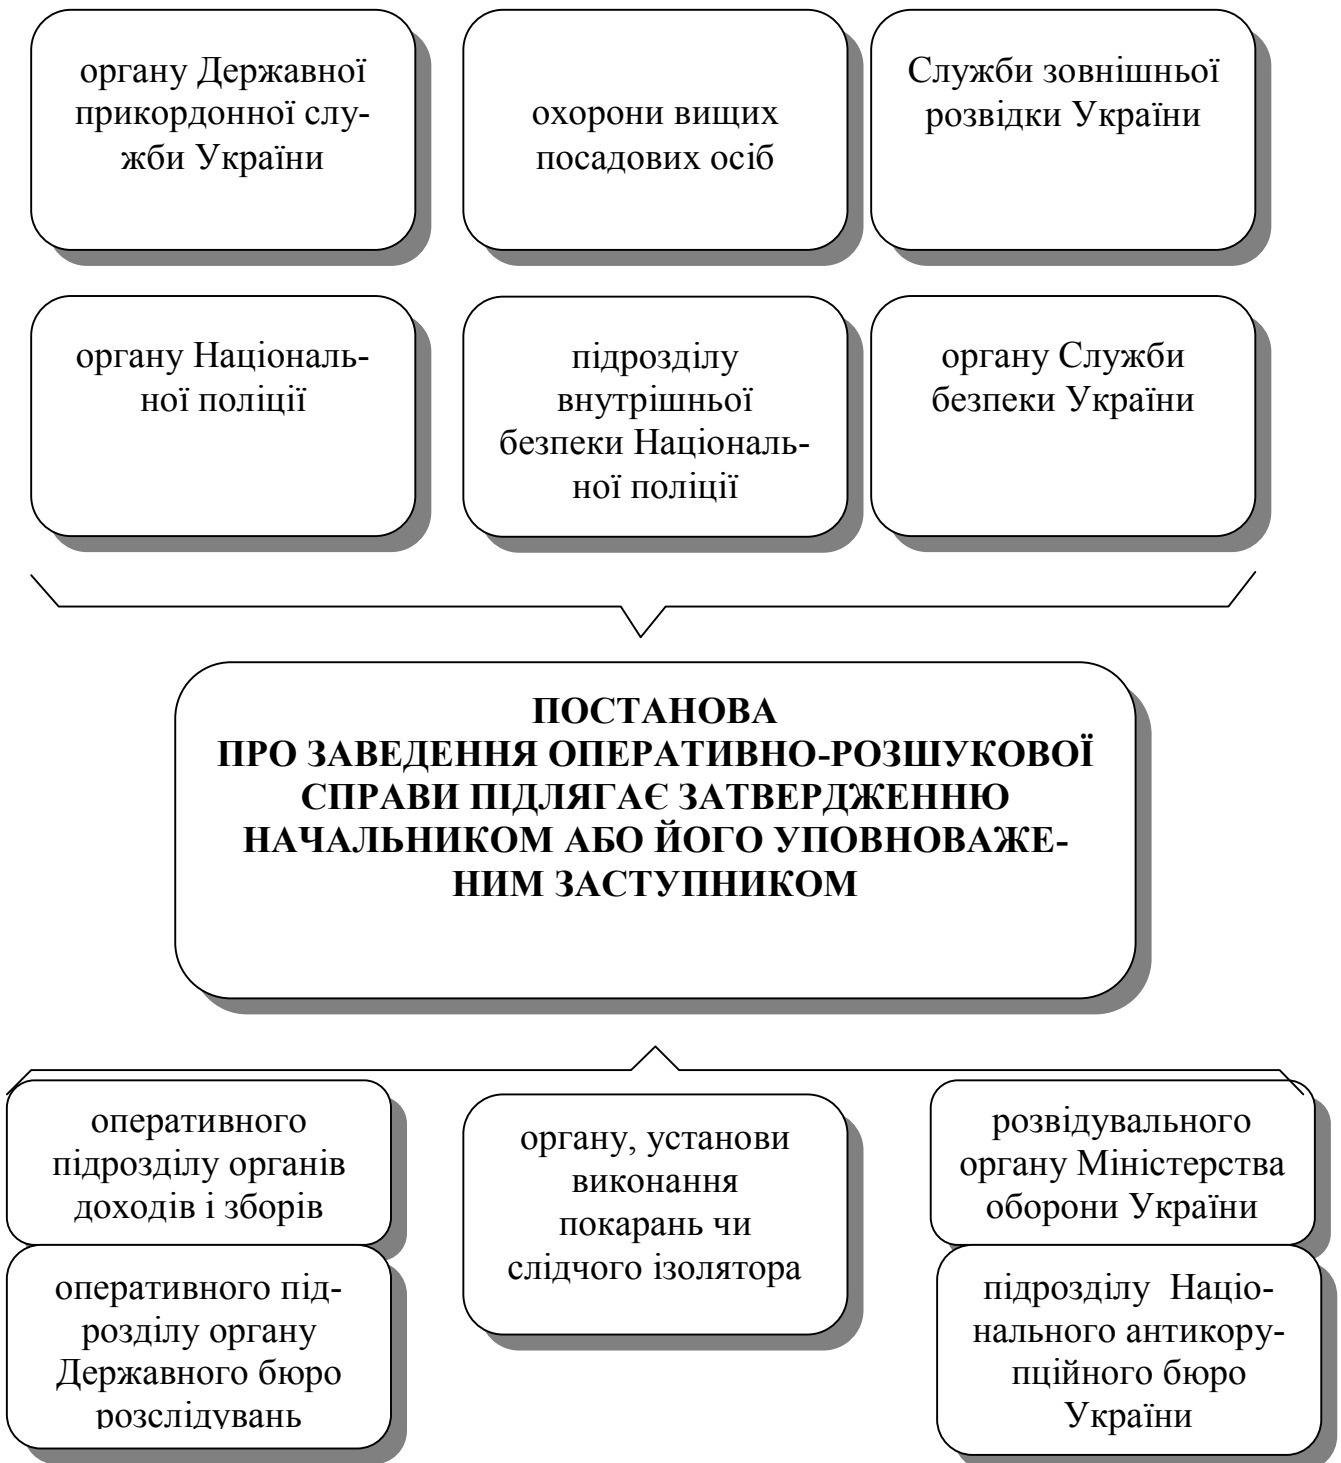 органу Державної
прикордонної слу-
жби України
охорони вищих
посадових осіб
Служби зовнішньої
розвідки України
органу Національ-
ної поліції
підрозділу
внутрішньої
безпеки Національ-
ної поліції
органу Служби
безпеки України
ПОСТАНОВА
ПРО ЗАВЕДЕННЯ ОПЕРАТИВНО-РОЗШУКОВОЇ
СПРАВИ ПІДЛЯГАЄ ЗАТВЕРДЖЕННЮ
НАЧАЛЬНИКОМ АБО ЙОГО УПОВНОВАЖЕ-
НИМ ЗАСТУПНИКОМ
оперативного
підрозділу органів
доходів і зборів
органу, установи
виконання
покарань чи
слідчого ізолятора
розвідувального
органу Міністерства
оборони України
оперативного під-
розділу органу
Державного бюро
розслідувань
підрозділу Націо-
нального антикору-
пційного бюро
України